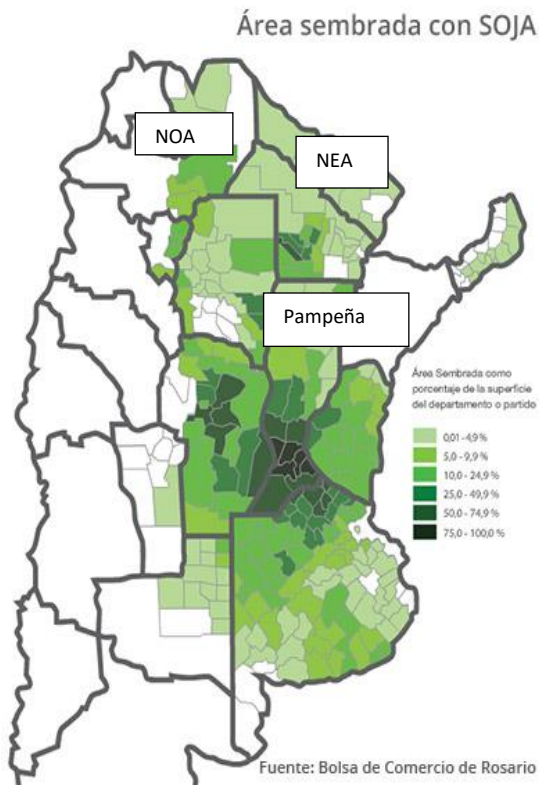 Área sembrada con SOJA
NOA
NEA
Pampeña
Área Sembrada como
porcentaje de la superficie
del departamento o partido
0,01 - 4,9 %
5,0 - 9,9 %
10,0 - 24,9 %
25,0 - 49,9 %
50,0 - 74,9 %
75,0 - 100,0 %
Fuente: Bolsa de Comercio de Rosario